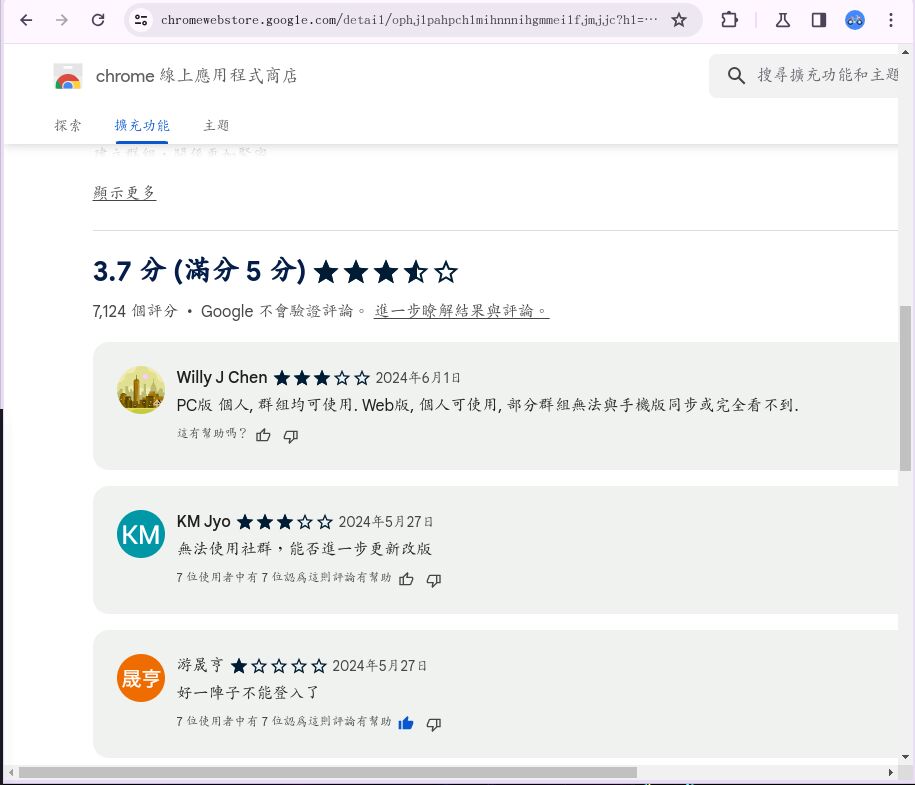 chromewebstore.google.com/detail/ophjlpahpchlmihnnnihgmmeilfjmjjc?hl=…
chrome 線上應用程式商店
搜尋擴充功能和主題
探索
擴充功能
主題
顯示更多
3.7 分 (滿分 5 分)
7,124 個評分 • Google 不會驗證評論。 進一步瞭解結果與評論。
Willy J Chen 2024年6月1日
PC版 個人, 群組均可使用. Web版, 個人可使用, 部分群組無法與手機版同步或完全看不到.
這有幫助嗎？
KM
KM Jyo 2024年5月27日
無法使用社群，能否進一步更新改版
7 位使用者中有 7 位認為這則評論有幫助
晟亨
游晟亨 2024年5月27日
好一陣子不能登入了
7 位使用者中有 7 位認為這則評論有幫助